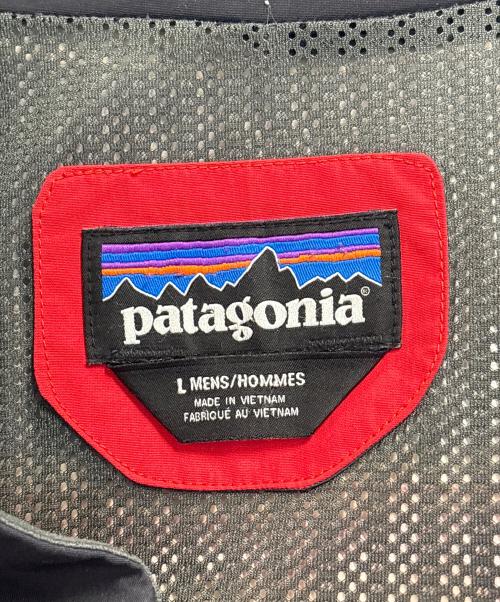 patagonia®
L MENS/HOMMES
MADE IN VIETNAM
FABRIQUÉ AU VIETNAM